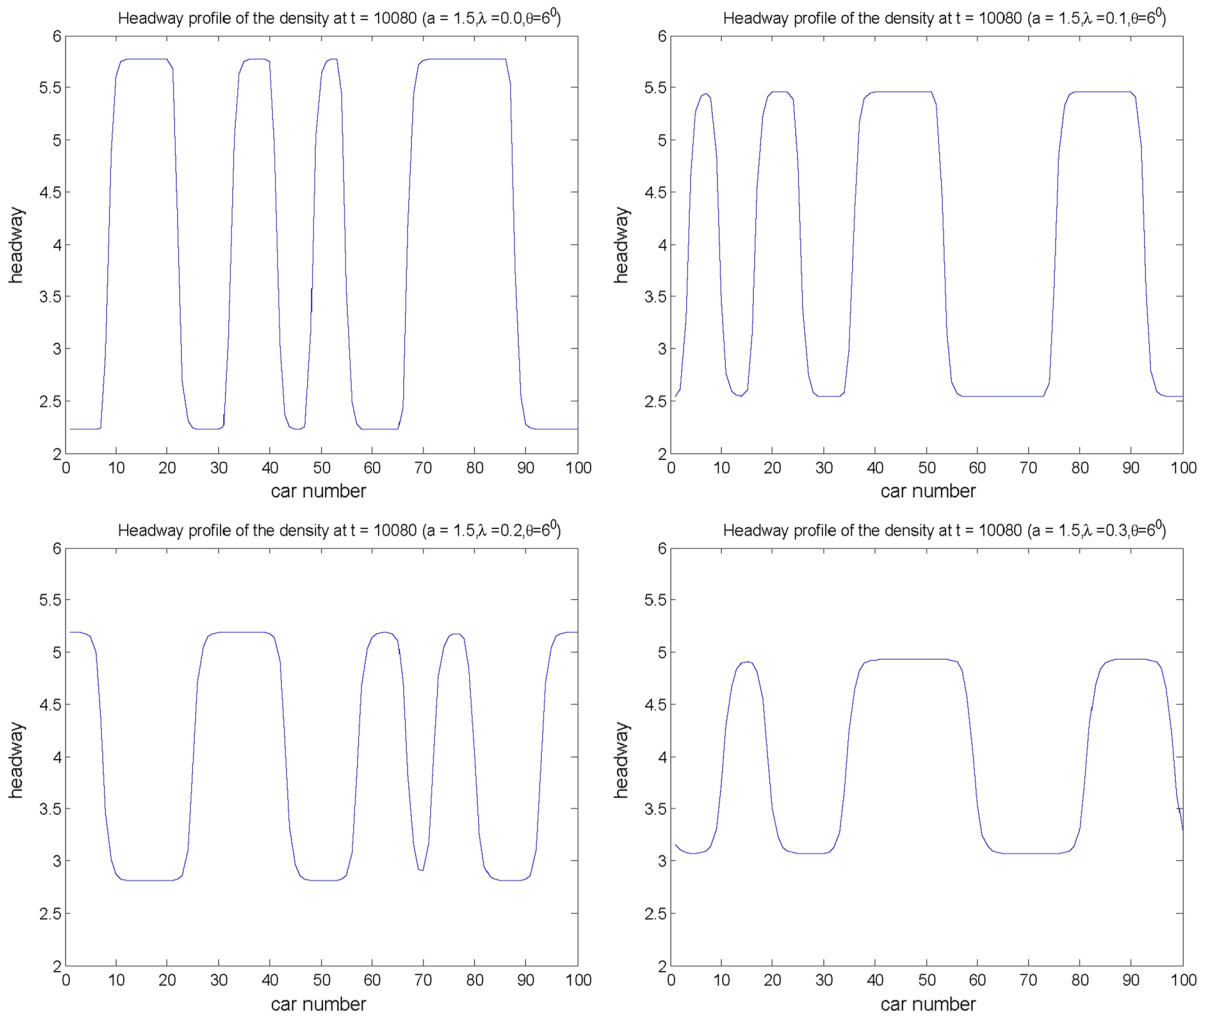 Headway profile of the density at t = 10080 (a = 1.5,λ =0.0,θ=6⁰)
6
5.5
5
4.5
4
3.5
3
2.5
2
headway
0 10 20 30 40 50 60 70 80 90 100
car number
Headway profile of the density at t = 10080 (a = 1.5,λ =0.1,θ=6⁰)
6
5.5
5
4.5
4
3.5
3
2.5
2
headway
0 10 20 30 40 50 60 70 80 90 100
car number
Headway profile of the density at t = 10080 (a = 1.5,λ =0.2,θ=6⁰)
6
5.5
5
4.5
4
3.5
3
2.5
2
headway
0 10 20 30 40 50 60 70 80 90 100
car number
Headway profile of the density at t = 10080 (a = 1.5,λ =0.3,θ=6⁰)
6
5.5
5
4.5
4
3.5
3
2.5
2
headway
0 10 20 30 40 50 60 70 80 90 100
car number